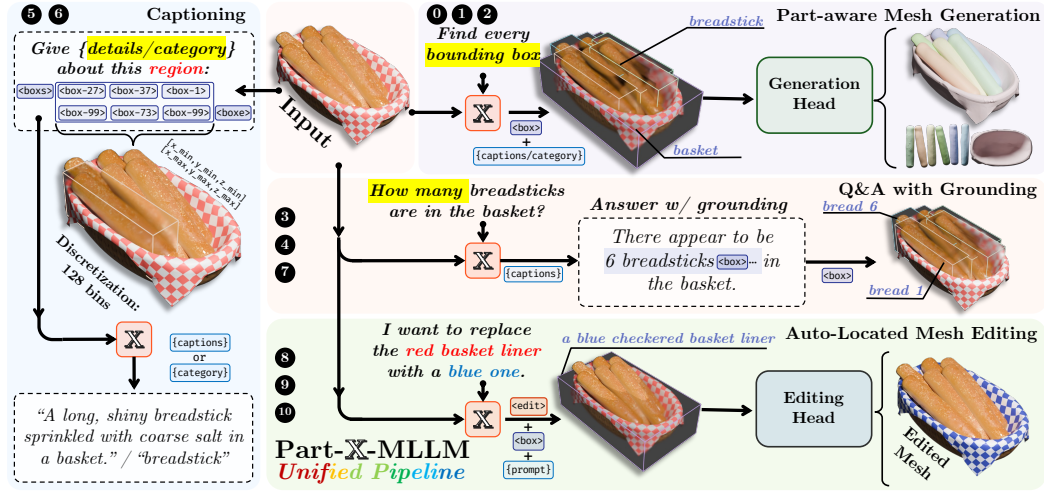 5 6 Captioning
Give {details/category}
about this region:
<boxs> <box-27> <box-37> <box-1>
<box-99> <box-73> <box-99> <boxe>
[x_min,y_min,z_min]
[x_max,y_max,z_max]
Discretization:
128 bins
𝕏
{captions}
or
{category}
“A long, shiny breadstick
sprinkled with coarse salt in
a basket.” / “breadstick”
Input
0 1 2
Part-aware Mesh Generation
Find every
bounding box
𝕏
<box>
+
{captions/category}
breadstick
basket
Generation
Head
Q&A with Grounding
3
4
7
How many breadsticks
are in the basket?
𝕏
{captions}
Answer w/ grounding
There appear to be
6 breadsticks <box>… in
the basket.
<box>
bread 6
bread 1
Auto-Located Mesh Editing
8
9
10
I want to replace
the red basket liner
with a blue one.
𝕏
<edit>
+
<box>
+
{prompt}
a blue checkered basket liner
Editing
Head
Edited
Mesh
Part-𝕏-MLLM
Unified Pipeline